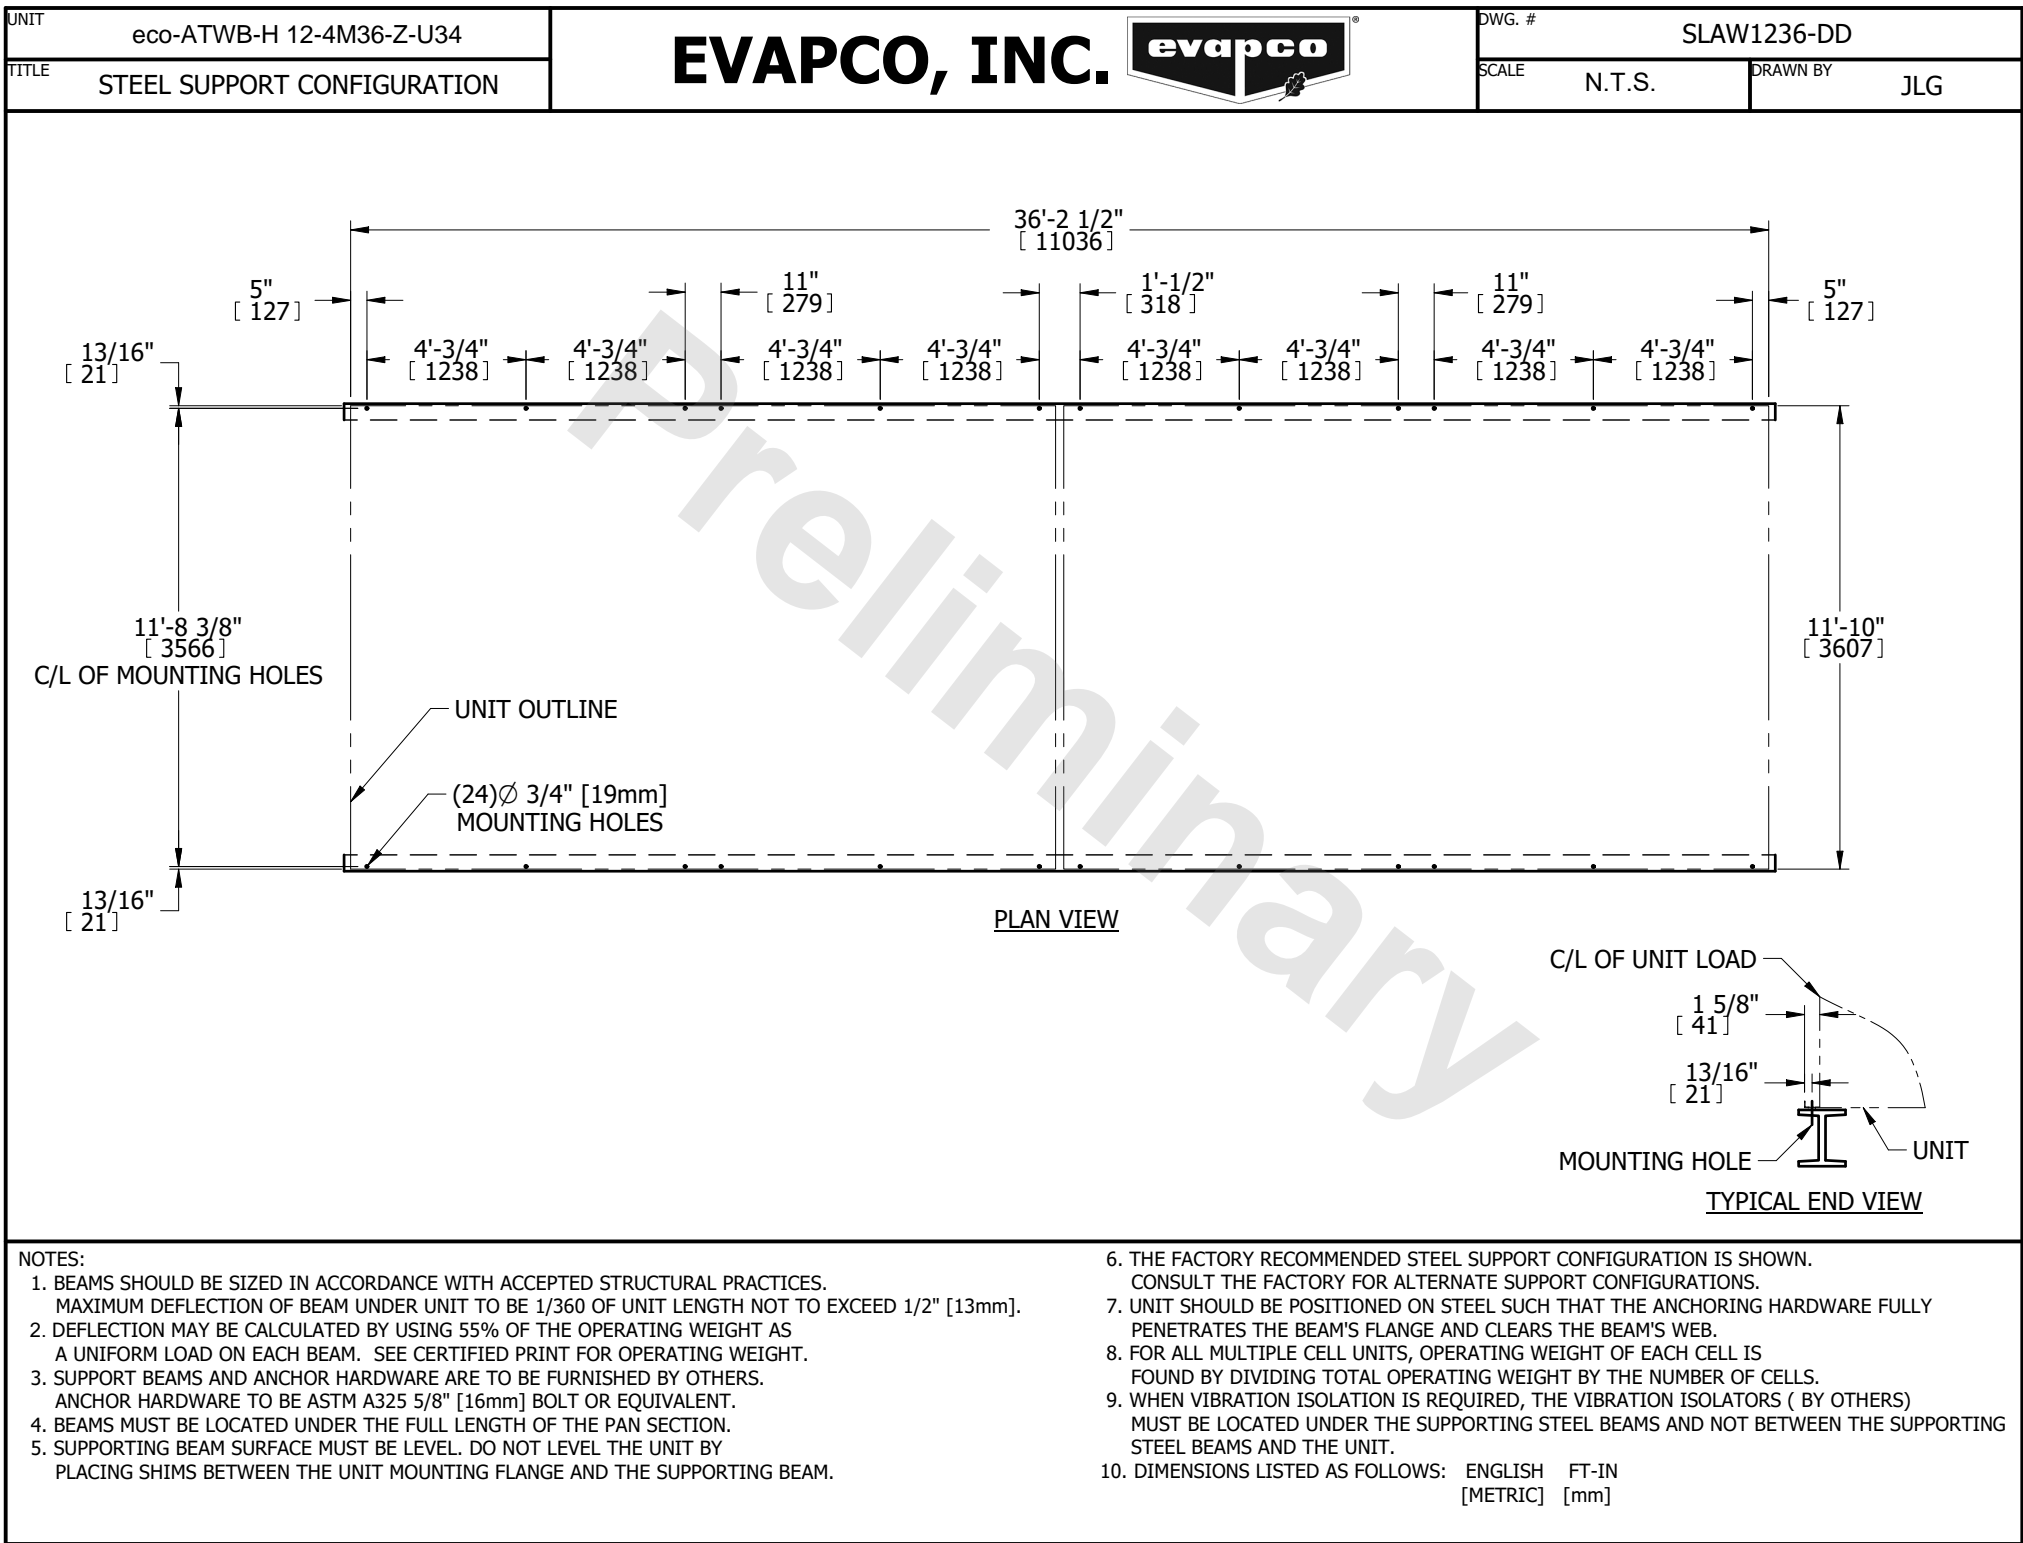 UNIT
eco-ATWB-H 12-4M36-Z-U34
TITLE
STEEL SUPPORT CONFIGURATION
EVAPCO, INC.
evapco
®
DWG. #
SLAW1236-DD
SCALE
N.T.S.
DRAWN BY
JLG
36'-2 1/2"
[ 11036 ]
5"
[ 127 ]
11"
[ 279 ]
1'-1/2"
[ 318 ]
11"
[ 279 ]
5"
[ 127 ]
13/16"
[ 21 ]
4'-3/4"
[ 1238 ]
4'-3/4"
[ 1238 ]
4'-3/4"
[ 1238 ]
4'-3/4"
[ 1238 ]
4'-3/4"
[ 1238 ]
4'-3/4"
[ 1238 ]
4'-3/4"
[ 1238 ]
4'-3/4"
[ 1238 ]
11'-8 3/8"
[ 3566 ]
C/L OF MOUNTING HOLES
11'-10"
[ 3607 ]
UNIT OUTLINE
(24)∅ 3/4" [19mm]
MOUNTING HOLES
13/16"
[ 21 ]
PLAN VIEW
Preliminary
C/L OF UNIT LOAD
1 5/8"
[ 41 ]
13/16"
[ 21 ]
MOUNTING HOLE
UNIT
TYPICAL END VIEW
NOTES:
1. BEAMS SHOULD BE SIZED IN ACCORDANCE WITH ACCEPTED STRUCTURAL PRACTICES.
MAXIMUM DEFLECTION OF BEAM UNDER UNIT TO BE 1/360 OF UNIT LENGTH NOT TO EXCEED 1/2" [13mm].
2. DEFLECTION MAY BE CALCULATED BY USING 55% OF THE OPERATING WEIGHT AS
A UNIFORM LOAD ON EACH BEAM. SEE CERTIFIED PRINT FOR OPERATING WEIGHT.
3. SUPPORT BEAMS AND ANCHOR HARDWARE ARE TO BE FURNISHED BY OTHERS.
ANCHOR HARDWARE TO BE ASTM A325 5/8" [16mm] BOLT OR EQUIVALENT.
4. BEAMS MUST BE LOCATED UNDER THE FULL LENGTH OF THE PAN SECTION.
5. SUPPORTING BEAM SURFACE MUST BE LEVEL. DO NOT LEVEL THE UNIT BY
PLACING SHIMS BETWEEN THE UNIT MOUNTING FLANGE AND THE SUPPORTING BEAM.
6. THE FACTORY RECOMMENDED STEEL SUPPORT CONFIGURATION IS SHOWN.
CONSULT THE FACTORY FOR ALTERNATE SUPPORT CONFIGURATIONS.
7. UNIT SHOULD BE POSITIONED ON STEEL SUCH THAT THE ANCHORING HARDWARE FULLY
PENETRATES THE BEAM'S FLANGE AND CLEARS THE BEAM'S WEB.
8. FOR ALL MULTIPLE CELL UNITS, OPERATING WEIGHT OF EACH CELL IS
FOUND BY DIVIDING TOTAL OPERATING WEIGHT BY THE NUMBER OF CELLS.
9. WHEN VIBRATION ISOLATION IS REQUIRED, THE VIBRATION ISOLATORS ( BY OTHERS)
MUST BE LOCATED UNDER THE SUPPORTING STEEL BEAMS AND NOT BETWEEN THE SUPPORTING
STEEL BEAMS AND THE UNIT.
10. DIMENSIONS LISTED AS FOLLOWS: ENGLISH FT-IN
[METRIC] [mm]